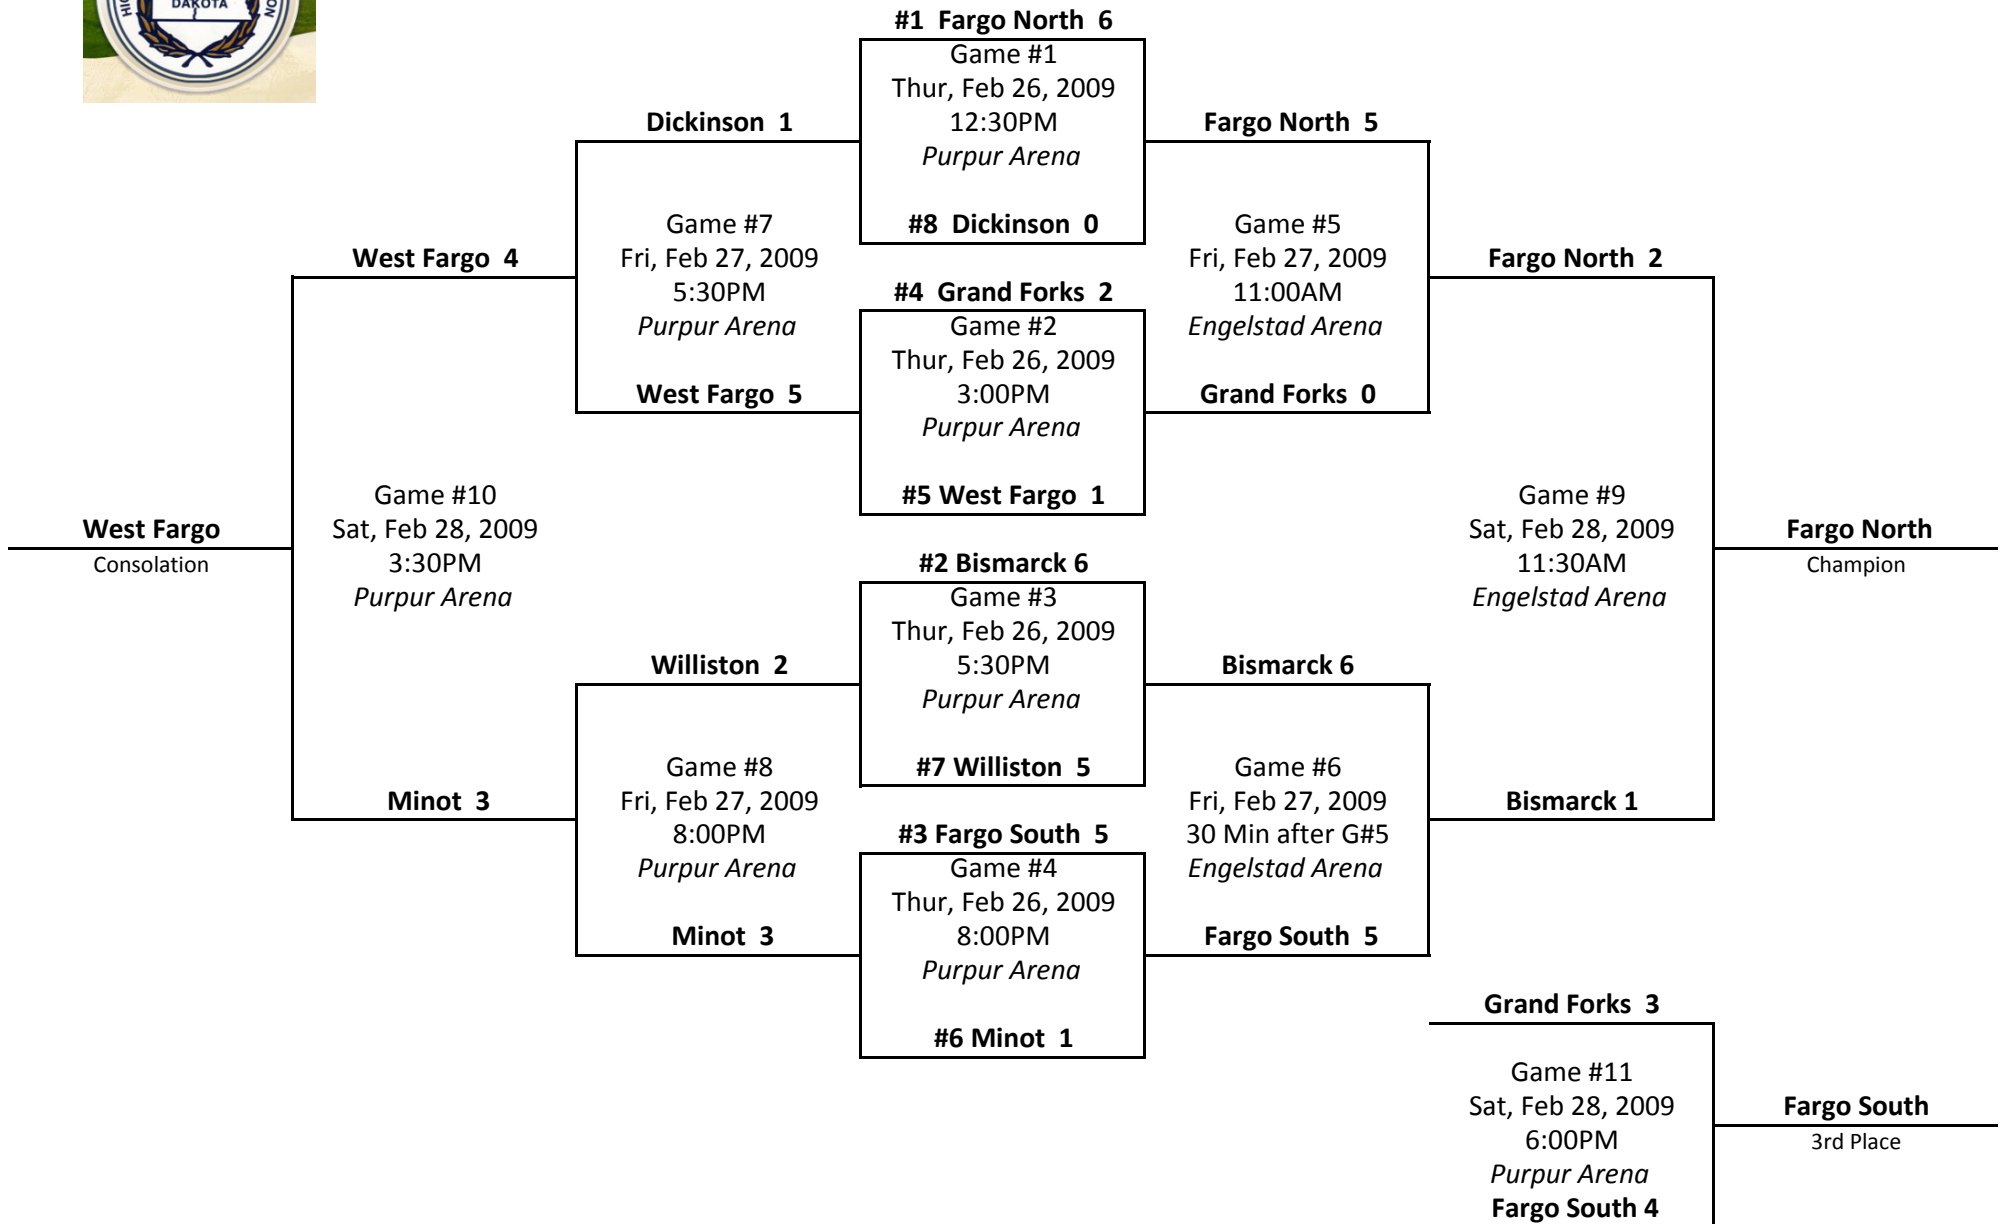 DAKOTA
#1 Fargo North 6
Game #1
Thur, Feb 26, 2009
12:30PM
Purpur Arena
#8 Dickinson 0
Dickinson 1
Game #7
Fri, Feb 27, 2009
5:30PM
Purpur Arena
West Fargo 5
Fargo North 5
Game #5
Fri, Feb 27, 2009
11:00AM
Engelstad Arena
Grand Forks 0
West Fargo 4
Fargo North 2
#4 Grand Forks 2
Game #2
Thur, Feb 26, 2009
3:00PM
Purpur Arena
#5 West Fargo 1
Game #10
Sat, Feb 28, 2009
3:30PM
Purpur Arena
West Fargo
Consolation
Game #9
Sat, Feb 28, 2009
11:30AM
Engelstad Arena
Fargo North
Champion
#2 Bismarck 6
Game #3
Thur, Feb 26, 2009
5:30PM
Purpur Arena
#7 Williston 5
Williston 2
Game #8
Fri, Feb 27, 2009
8:00PM
Purpur Arena
Minot 3
Bismarck 6
Game #6
Fri, Feb 27, 2009
30 Min after G#5
Engelstad Arena
Fargo South 5
Minot 3
Bismarck 1
#3 Fargo South 5
Game #4
Thur, Feb 26, 2009
8:00PM
Purpur Arena
#6 Minot 1
Grand Forks 3
Game #11
Sat, Feb 28, 2009
6:00PM
Purpur Arena
Fargo South 4
Fargo South
3rd Place